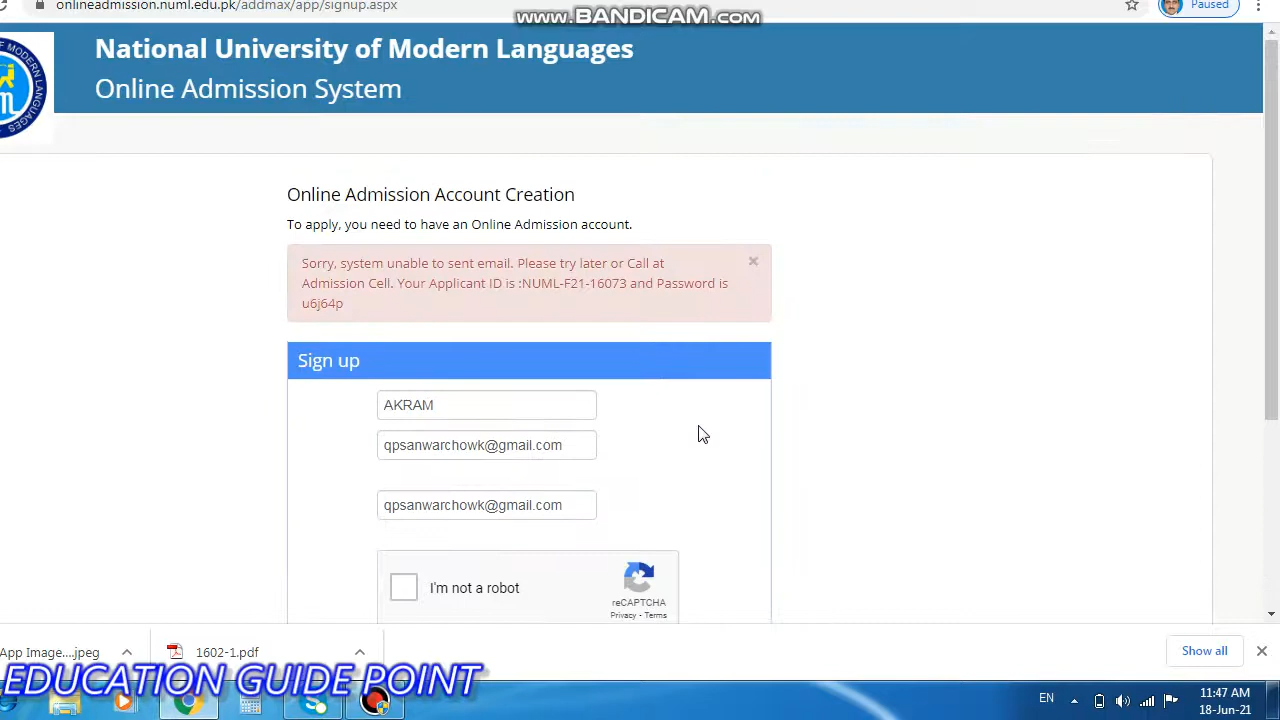 onlineadmission.numl.edu.pk/addmax/app/signup.aspx
www.BANDICAM.com
Paused
OF MODERN LANGUAGES
National University of Modern Languages
Online Admission System
Online Admission Account Creation
To apply, you need to have an Online Admission account.
Sorry, system unable to sent email. Please try later or Call at
Admission Cell. Your Applicant ID is :NUML-F21-16073 and Password is
u6j64p
×
Sign up
AKRAM
qpsanwarchowk@gmail.com
qpsanwarchowk@gmail.com
I'm not a robot
reCAPTCHA
Privacy - Terms
App Image....jpeg
1602-1.pdf
Show all
EDUCATION GUIDE POINT
EN
11:47 AM
18-Jun-21